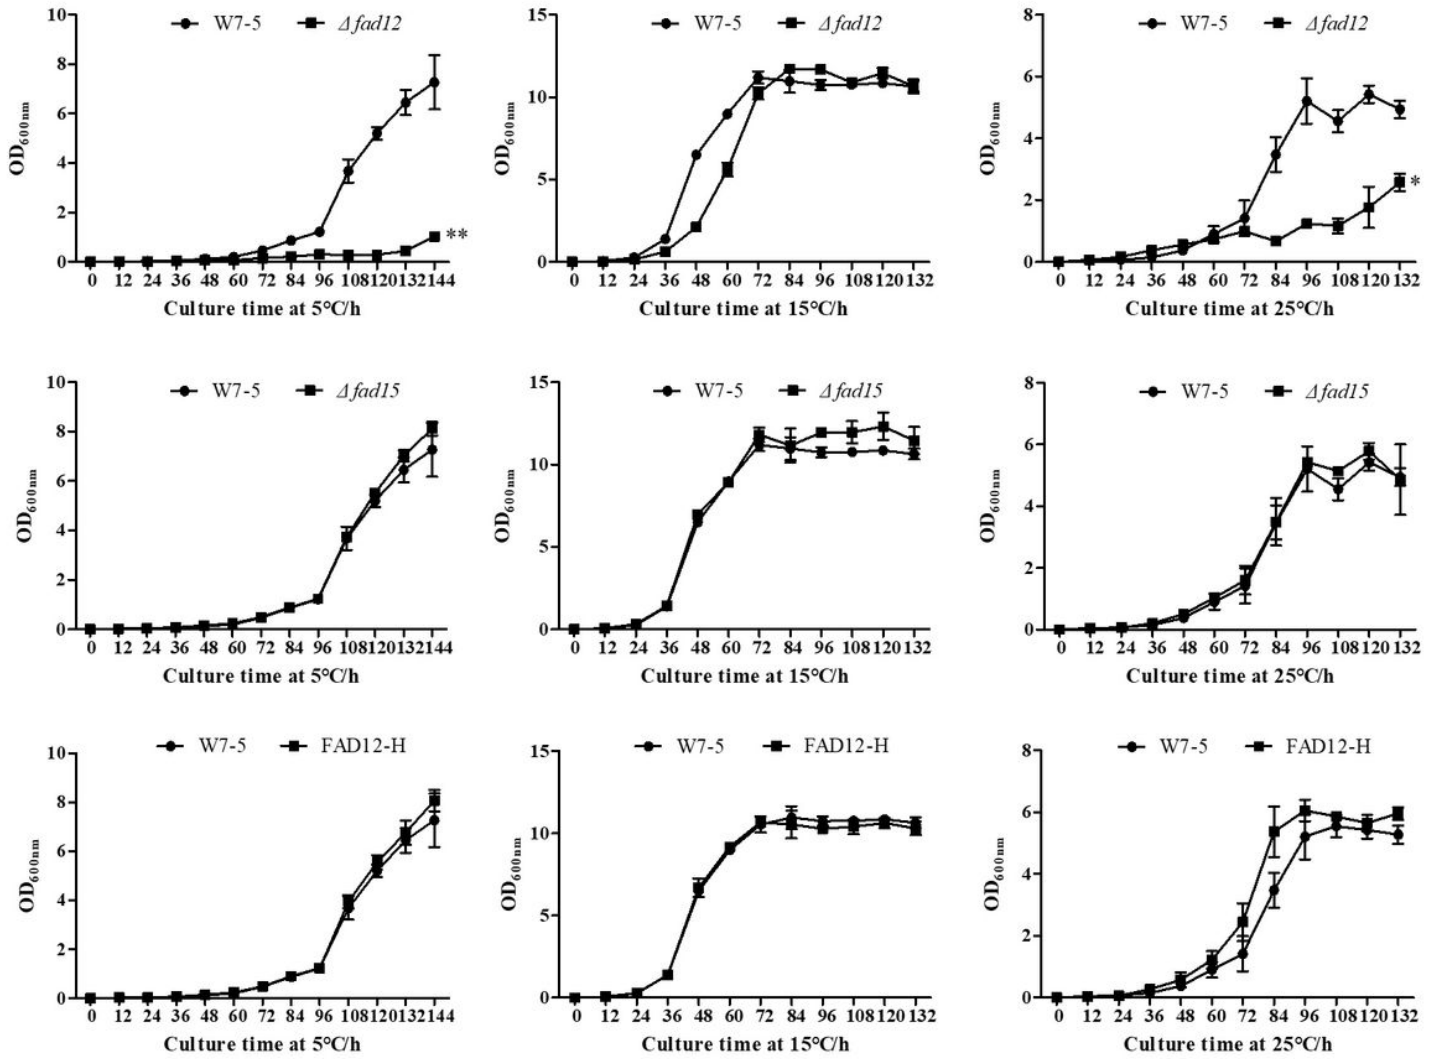 W7-5 Δfad12
10
8
6
4
2
0
OD600nm
**
0 12 24 36 48 60 72 84 96 108 120 132 144
Culture time at 5°C/h
W7-5 Δfad12
15
10
5
0
OD600nm
0 12 24 36 48 60 72 84 96 108 120 132
Culture time at 15°C/h
W7-5 Δfad12
8
6
4
2
0
OD600nm
*
0 12 24 36 48 60 72 84 96 108 120 132
Culture time at 25°C/h
W7-5 Δfad15
10
8
6
4
2
0
OD600nm
0 12 24 36 48 60 72 84 96 108 120 132 144
Culture time at 5°C/h
W7-5 Δfad15
15
10
5
0
OD600nm
0 12 24 36 48 60 72 84 96 108 120 132
Culture time at 15°C/h
W7-5 Δfad15
8
6
4
2
0
OD600nm
0 12 24 36 48 60 72 84 96 108 120 132
Culture time at 25°C/h
W7-5 FAD12-H
10
8
6
4
2
0
OD600nm
0 12 24 36 48 60 72 84 96 108 120 132 144
Culture time at 5°C/h
W7-5 FAD12-H
15
10
5
0
OD600nm
0 12 24 36 48 60 72 84 96 108 120 132
Culture time at 15°C/h
W7-5 FAD12-H
8
6
4
2
0
OD600nm
0 12 24 36 48 60 72 84 96 108 120 132
Culture time at 25°C/h